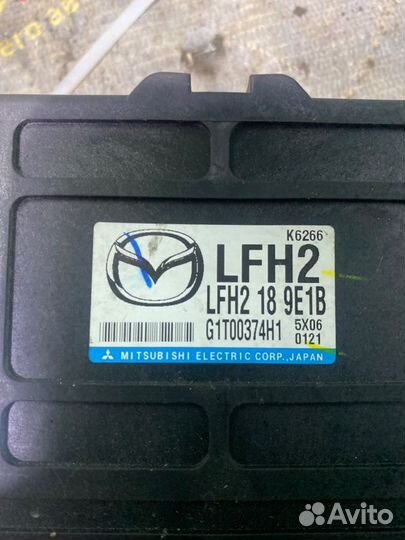 K6266
LFH2
LFH2 18 9E1B
G1T00374H1 5X06
0121
MITSUBISHI ELECTRIC CORP., JAPAN
Avito